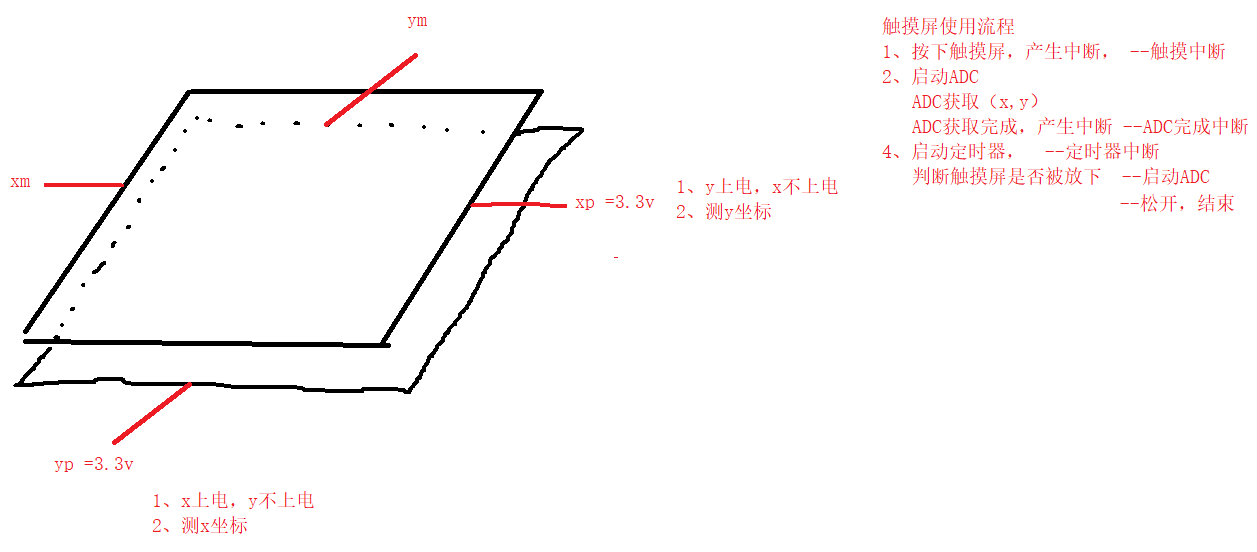 ym
xm
xp =3.3v
1、y上电，x不上电
2、测y坐标
yp =3.3v
1、x上电，y不上电
2、测x坐标
触摸屏使用流程
1、按下触摸屏，产生中断， --触摸中断
2、启动ADC
ADC获取（x,y）
ADC获取完成，产生中断 --ADC完成中断
4、启动定时器， --定时器中断
判断触摸屏是否被放下 --启动ADC
--松开，结束